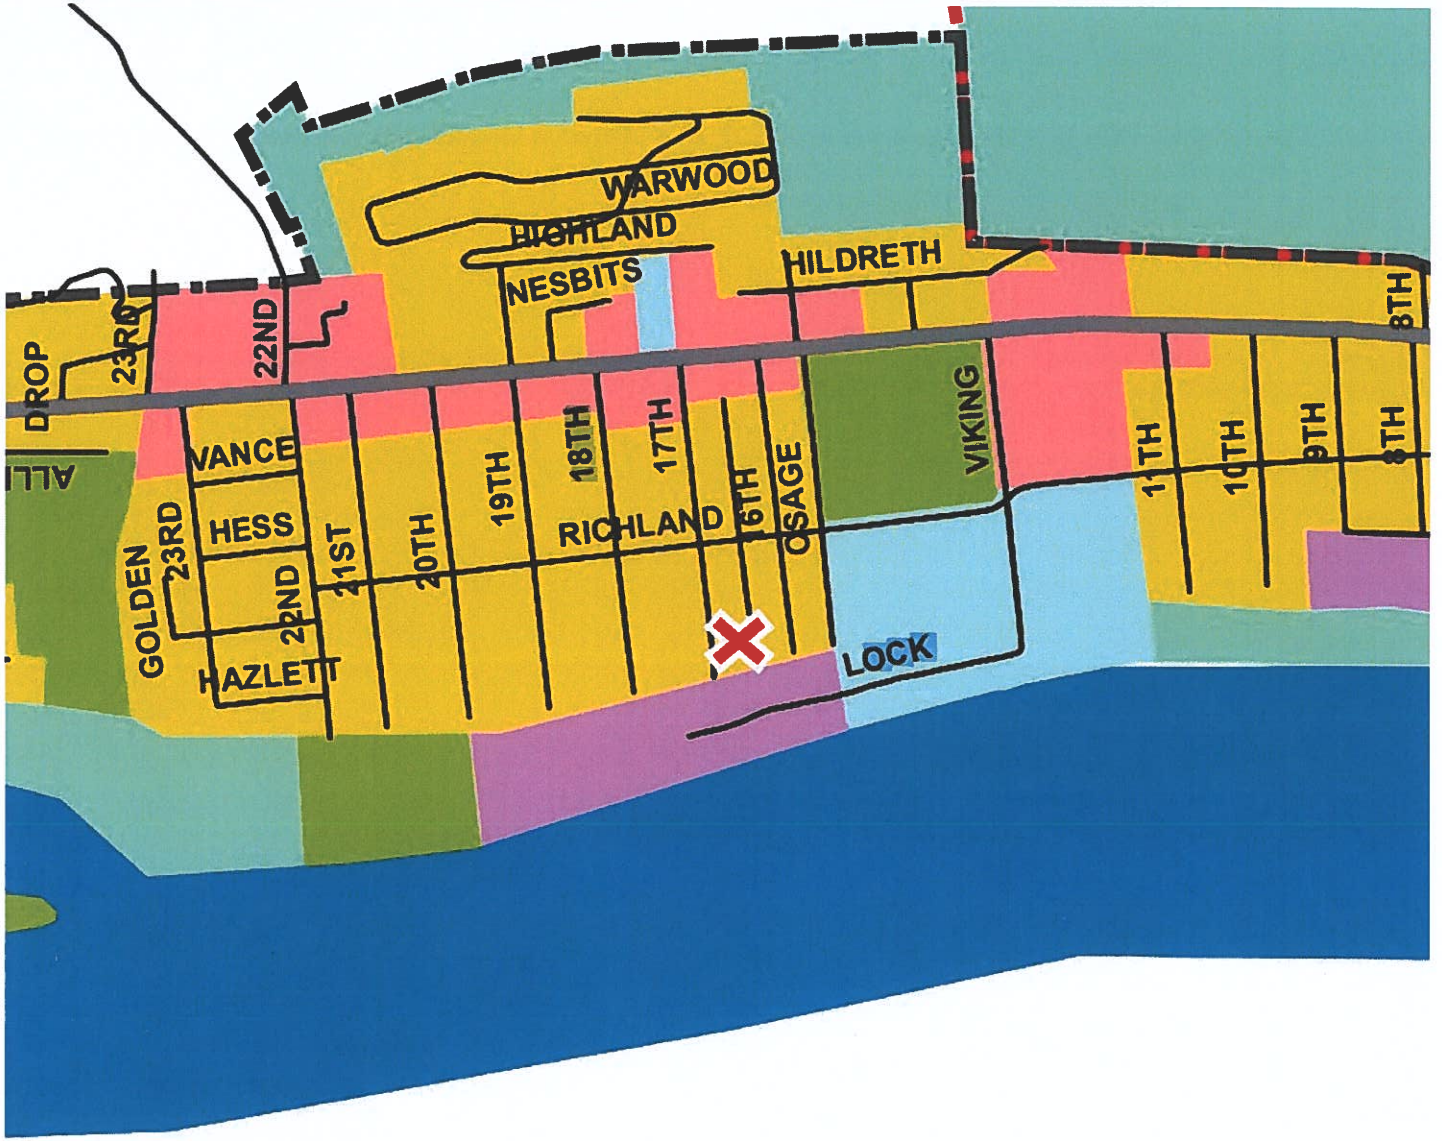 WARWOOD
HIGHLAND
NESBITS
HILDRETH
8TH
22ND
23RD
DROP
VIKING
18TH
17TH
9TH
8TH
11TH
10TH
VANCE
ALLI
19TH
16TH
OSAGE
23RD
HESS
RICHLAND
21ST
20TH
GOLDEN
22ND
LOCK
HAZLETT